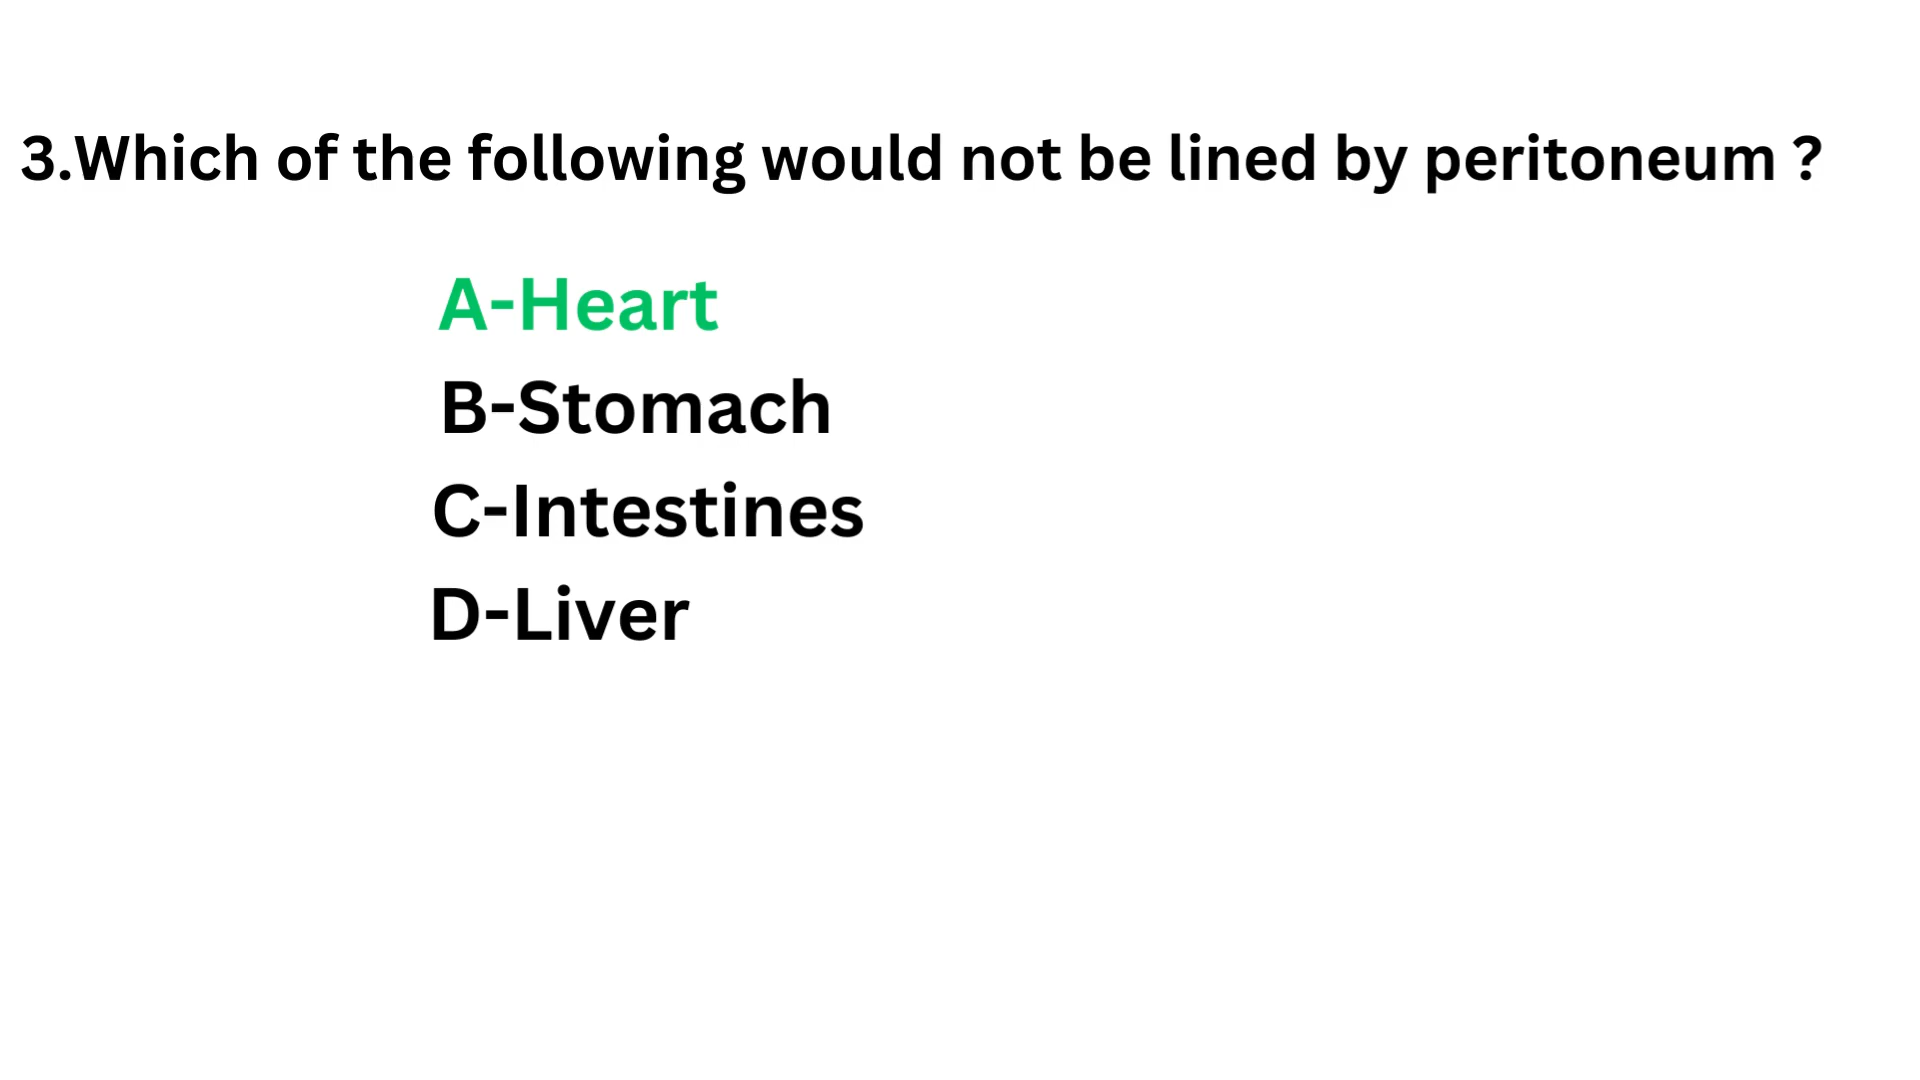 3.Which of the following would not be lined by peritoneum ?
A-Heart
B-Stomach
C-Intestines
D-Liver